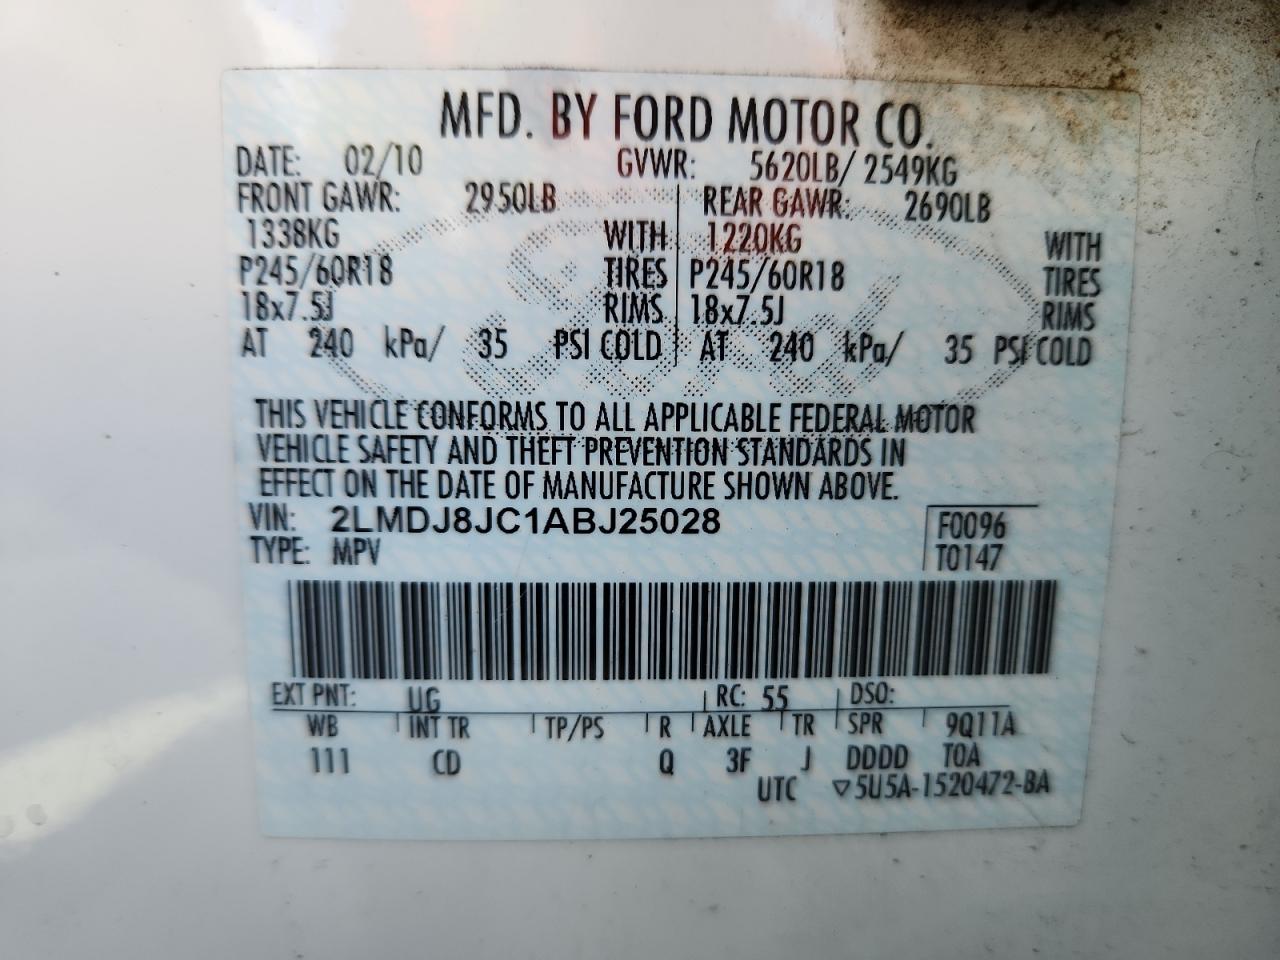 MFD. BY FORD MOTOR CO.
DATE: 02/10 GVWR: 5620LB/ 2549KG
FRONT GAWR: 2950LB REAR GAWR: 2690LB
1338KG WITH 1220KG WITH
P245/60R18 TIRES P245/60R18 TIRES
18x7.5J RIMS 18x7.5J RIMS
AT 240 kPa/ 35 PSI COLD AT 240 kPa/ 35 PSI COLD
THIS VEHICLE CONFORMS TO ALL APPLICABLE FEDERAL MOTOR
VEHICLE SAFETY AND THEFT PREVENTION STANDARDS IN
EFFECT ON THE DATE OF MANUFACTURE SHOWN ABOVE.
VIN: 2LMDJ8JC1ABJ25028 F0096
TYPE: MPV T0147
EXT PNT: UG RC: 55 DSO:
WB INT TR TP/PS R AXLE TR SPR 9Q11A
111 CD Q 3F J DDDD TOA
UTC ▽5U5A-1520472-BA